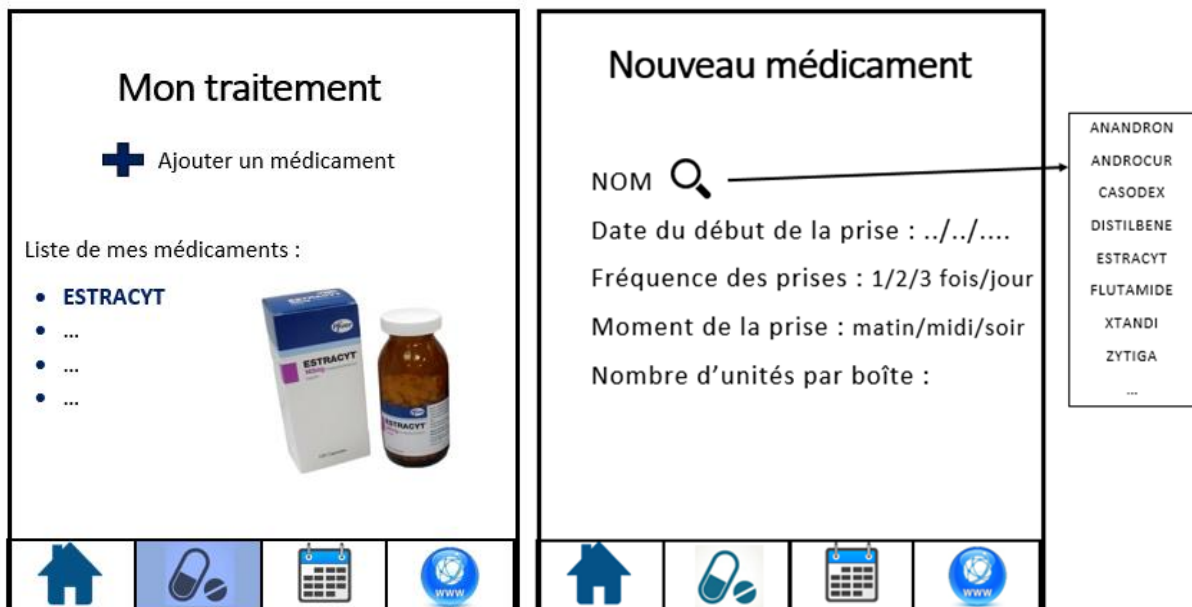 Mon traitement
Ajouter un médicament
Liste de mes médicaments :
• ESTRACYT
• ...
• ...
• ...
ESTRACYT
Pfizer
ESTRACYT
ESTRACYT
www
Nouveau médicament
NOM
Date du début de la prise : ../../....
Fréquence des prises : 1/2/3 fois/jour
Moment de la prise : matin/midi/soir
Nombre d’unités par boîte :
www
ANANDRON
ANDROCUR
CASODEX
DISTILBENE
ESTRACYT
FLUTAMIDE
XTANDI
ZYTIGA
...